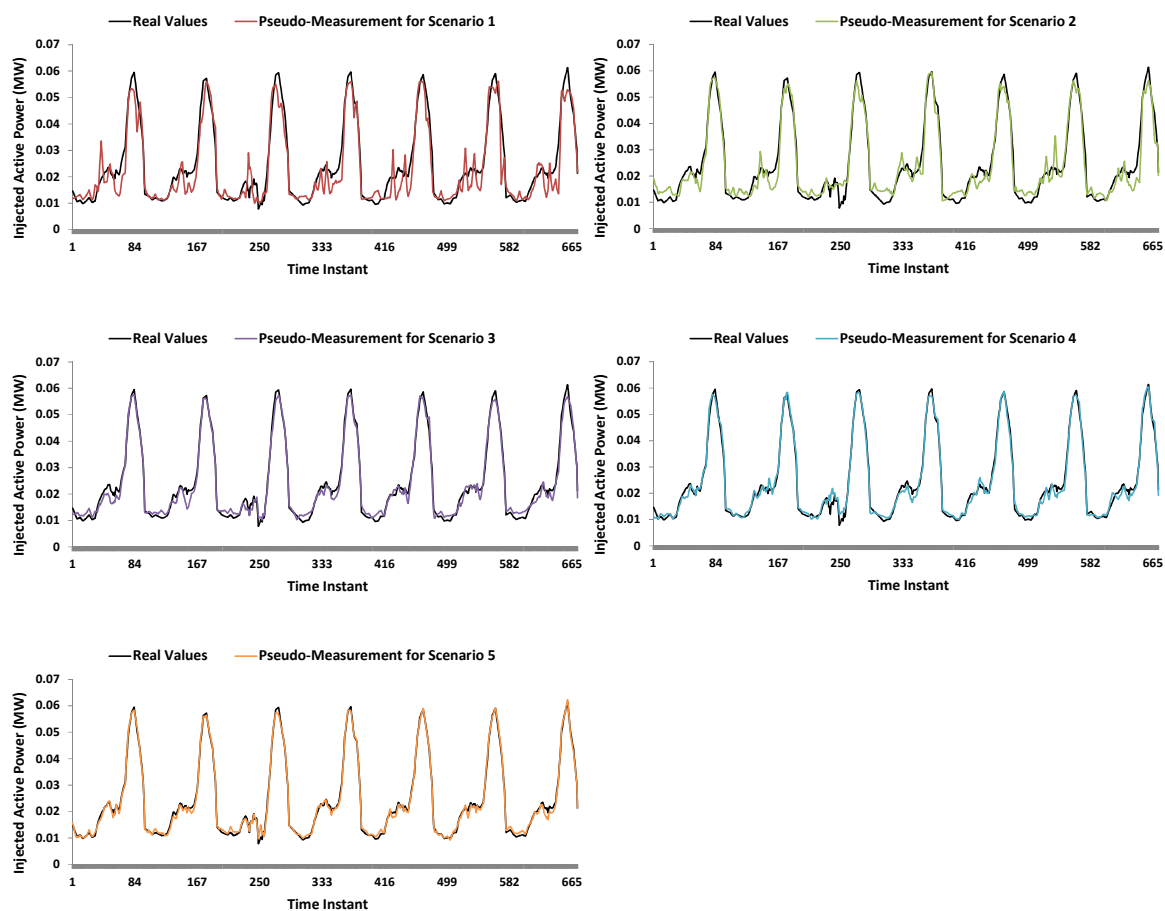 Real Values Pseudo-Measurement for Scenario 1
Injected Active Power (MW)
0.07
0.06
0.05
0.04
0.03
0.02
0.01
0
1 84 167 250 333 416 499 582 665
Time Instant
Real Values Pseudo-Measurement for Scenario 2
Injected Active Power (MW)
0.07
0.06
0.05
0.04
0.03
0.02
0.01
0
1 84 167 250 333 416 499 582 665
Time Instant
Real Values Pseudo-Measurement for Scenario 3
Injected Active Power (MW)
0.07
0.06
0.05
0.04
0.03
0.02
0.01
0
1 84 167 250 333 416 499 582 665
Time Instant
Real Values Pseudo-Measurement for Scenario 4
Injected Active Power (MW)
0.07
0.06
0.05
0.04
0.03
0.02
0.01
0
1 84 167 250 333 416 499 582 665
Time Instant
Real Values Pseudo-Measurement for Scenario 5
Injected Active Power (MW)
0.07
0.06
0.05
0.04
0.03
0.02
0.01
0
1 84 167 250 333 416 499 582 665
Time Instant